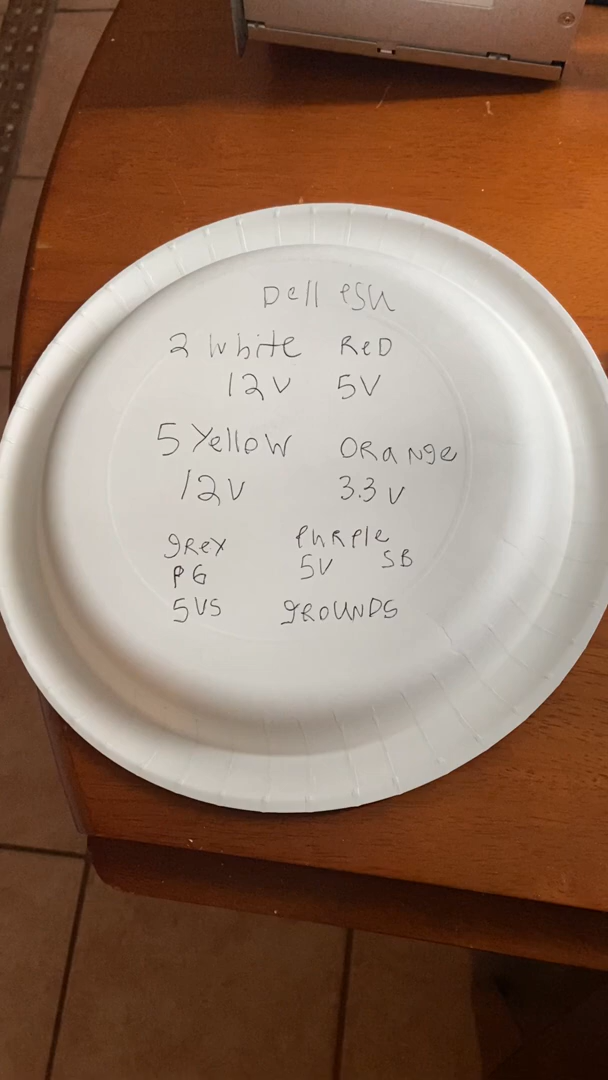 Dell PSU
2 White ReD
12V 5V
5 Yellow ORaNge
12V 3.3V
gRey PuRPle
PG 5V SB
5VS gROUNDS